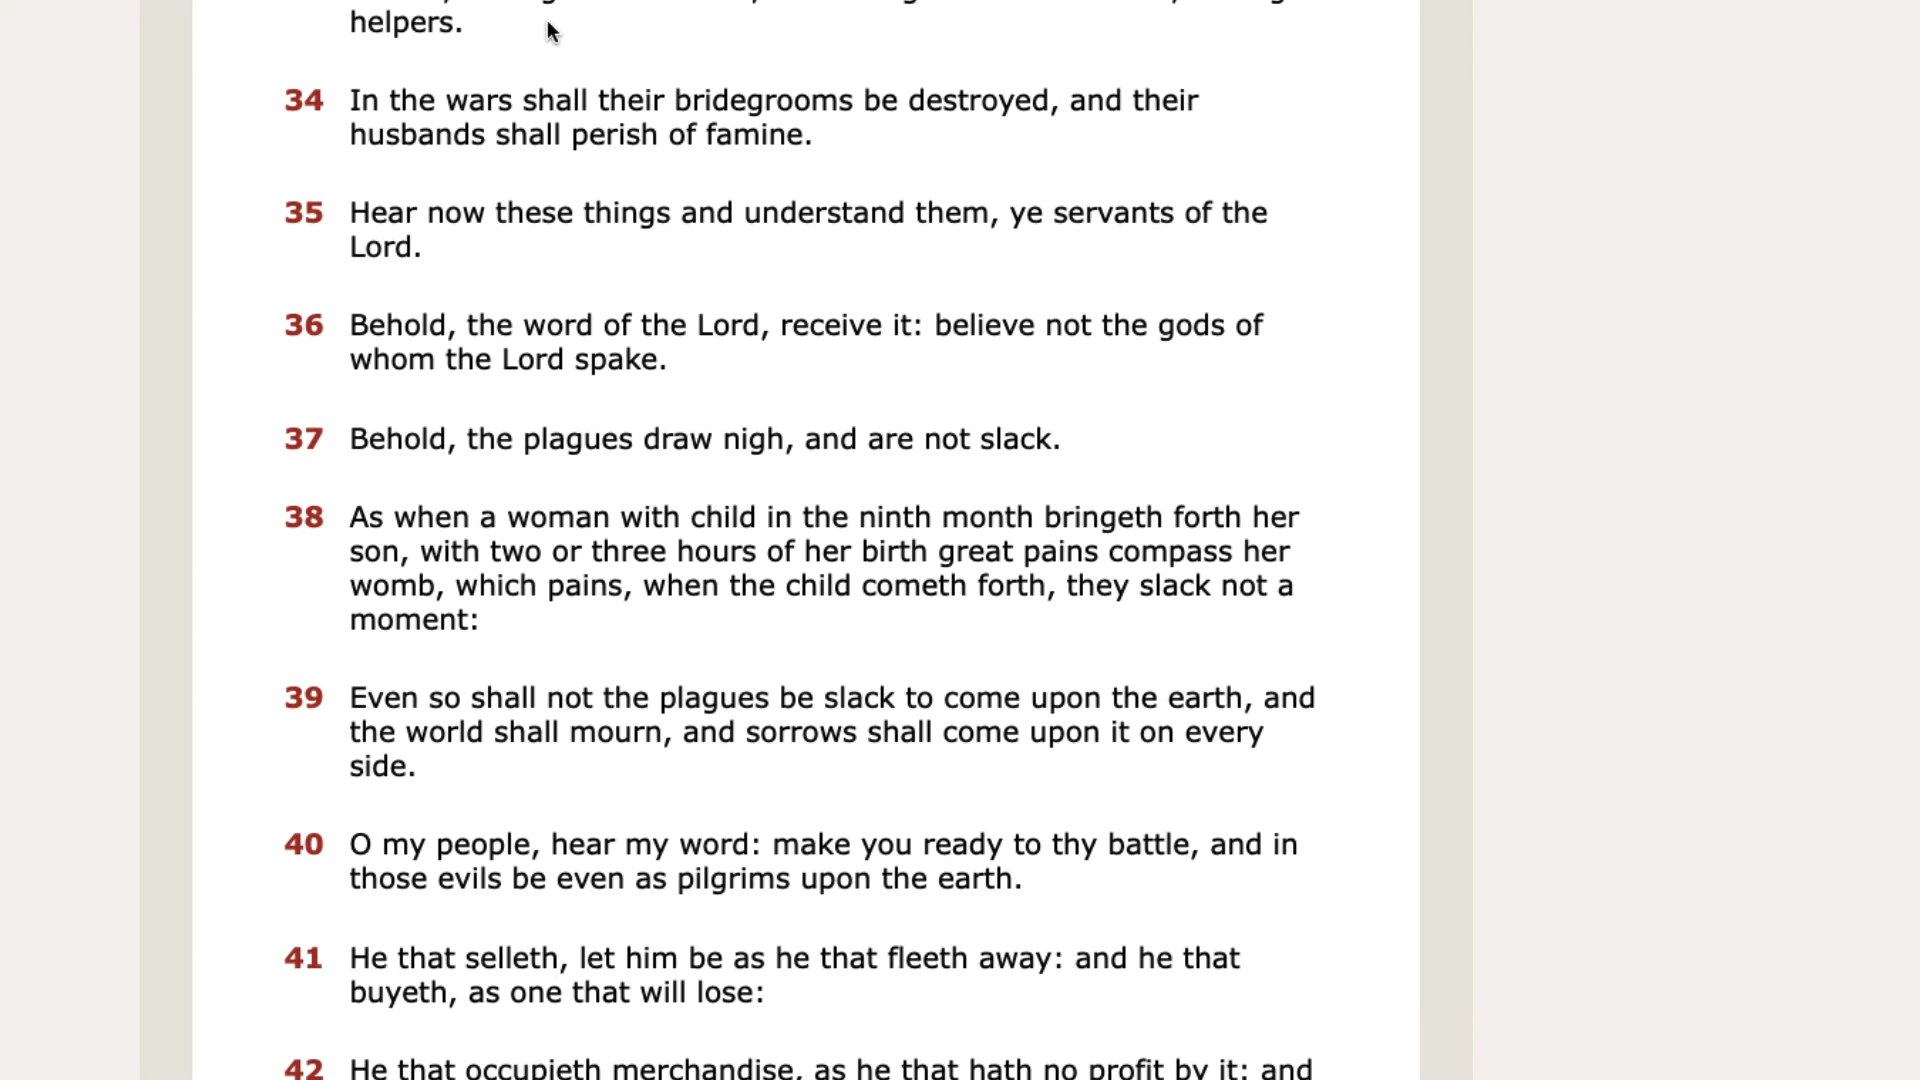 helpers.
34 In the wars shall their bridegrooms be destroyed, and their
husbands shall perish of famine.
35 Hear now these things and understand them, ye servants of the
Lord.
36 Behold, the word of the Lord, receive it: believe not the gods of
whom the Lord spake.
37 Behold, the plagues draw nigh, and are not slack.
38 As when a woman with child in the ninth month bringeth forth her
son, with two or three hours of her birth great pains compass her
womb, which pains, when the child cometh forth, they slack not a
moment:
39 Even so shall not the plagues be slack to come upon the earth, and
the world shall mourn, and sorrows shall come upon it on every
side.
40 O my people, hear my word: make you ready to thy battle, and in
those evils be even as pilgrims upon the earth.
41 He that selleth, let him be as he that fleeth away: and he that
buyeth, as one that will lose:
42 He that occupieth merchandise, as he that hath no profit by it: and